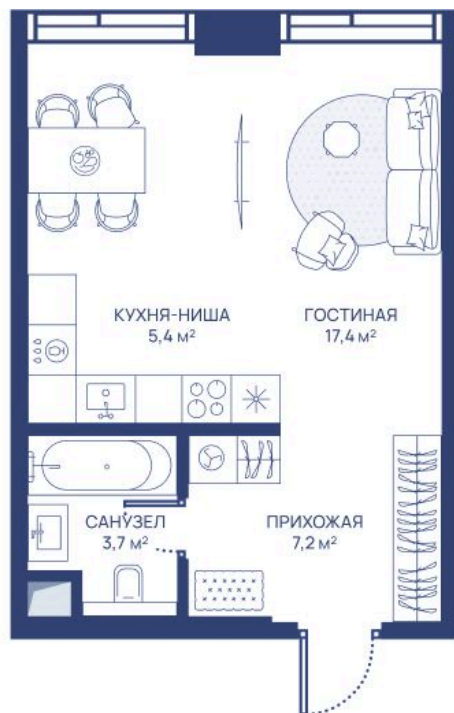 КУХНЯ-НИША
5,4 м²
ГОСТИНАЯ
17,4 м²
САНУЗЕЛ
3,7 м²
ПРИХОЖАЯ
7,2 м²